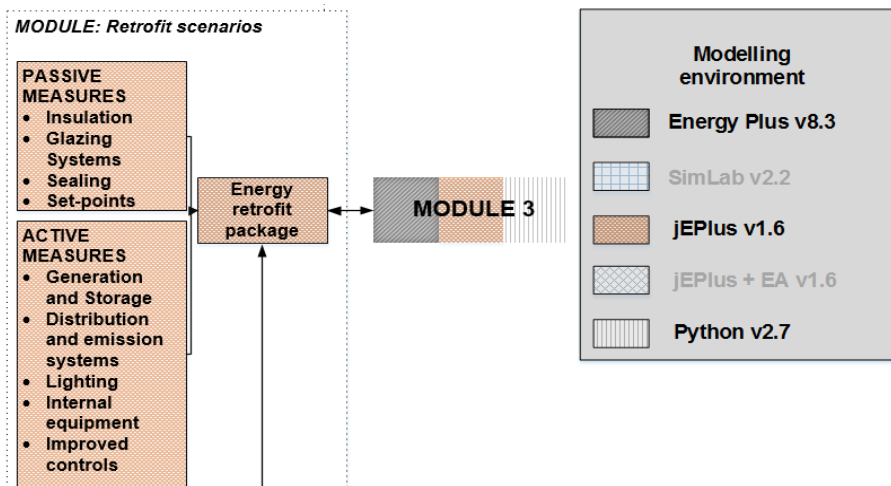 MODULE: Retrofit scenarios
PASSIVE
MEASURES
• Insulation
• Glazing
Systems
• Sealing
• Set-points
ACTIVE
MEASURES
• Generation
and Storage
• Distribution
and emission
systems
• Lighting
• Internal
equipment
• Improved
controls
Energy
retrofit
package
MODULE 3
Modelling
environment
Energy Plus v8.3
SimLab v2.2
jEPlus v1.6
jEPlus + EA v1.6
Python v2.7